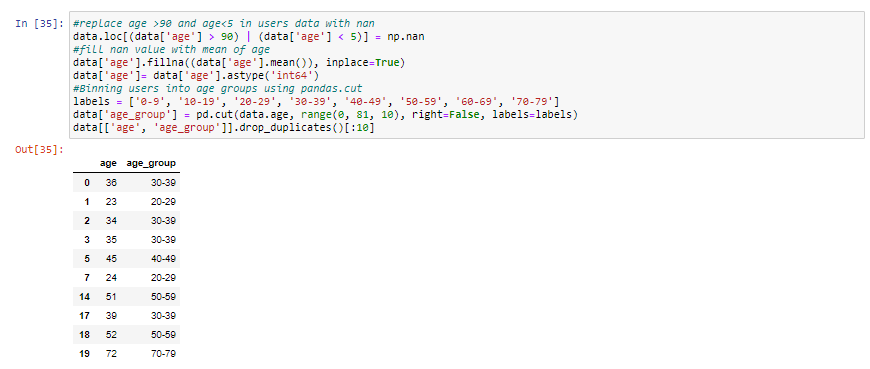 In [35]: #replace age >90 and age<5 in users data with nan
data.loc[(data['age'] > 90) | (data['age'] < 5)] = np.nan
#fill nan value with mean of age
data['age'].fillna((data['age'].mean()), inplace=True)
data['age']= data['age'].astype('int64')
#Binning users into age groups using pandas.cut
labels = ['0-9', '10-19', '20-29', '30-39', '40-49', '50-59', '60-69', '70-79']
data['age_group'] = pd.cut(data.age, range(0, 81, 10), right=False, labels=labels)
data[['age', 'age_group']].drop_duplicates()[:10]
Out[35]:
age age_group
0 36 30-39
1 23 20-29
2 34 30-39
3 35 30-39
5 45 40-49
7 24 20-29
14 51 50-59
17 39 30-39
18 52 50-59
19 72 70-79